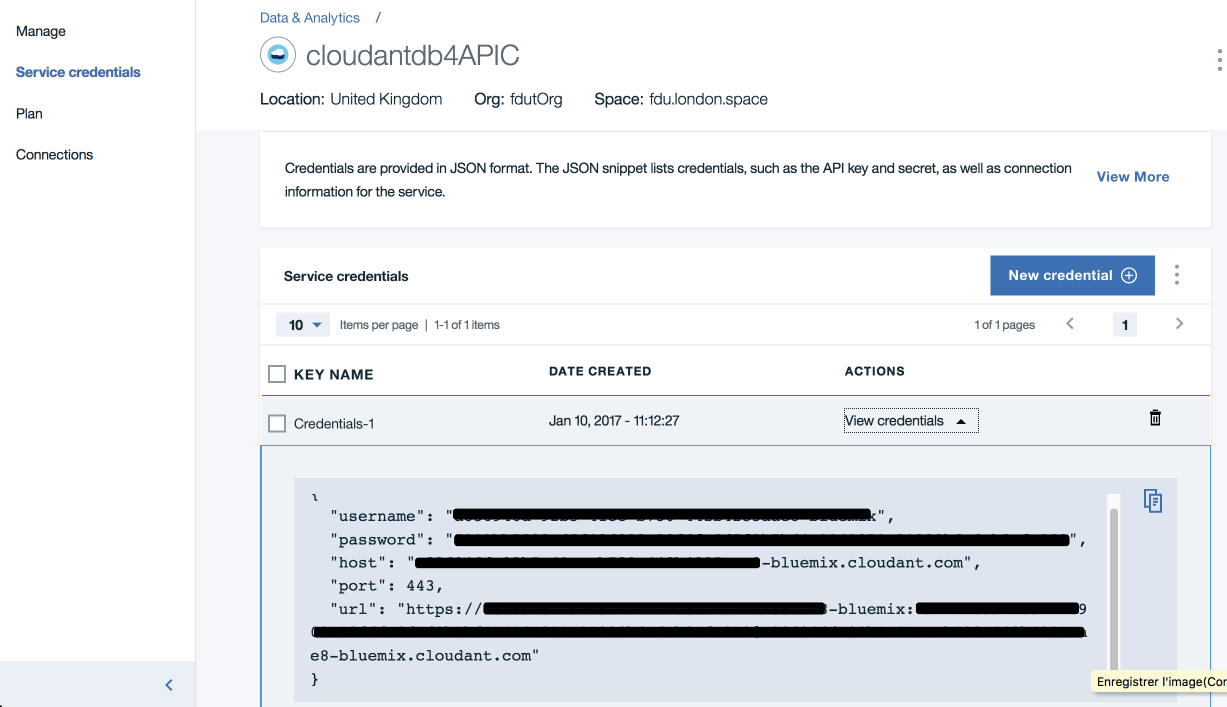 Data & Analytics /
Manage
cloudantdb4APIC
Service credentials
Location: United Kingdom Org: fdutOrg Space: fdu.london.space
Plan
Connections
Credentials are provided in JSON format. The JSON snippet lists credentials, such as the API key and secret, as well as connection
information for the service.
View More
Service credentials
New credential
10 Items per page | 1-1 of 1 items 1 of 1 pages 1
KEY NAME DATE CREATED ACTIONS
Credentials-1 Jan 10, 2017 - 11:12:27 View credentials
{
"username": "
",
"password": "
",
"host": "
-bluemix.cloudant.com",
"port": 443,
"url": "https://
-bluemix:
9
e8-bluemix.cloudant.com"
}
Enregistrer l'image(Cor